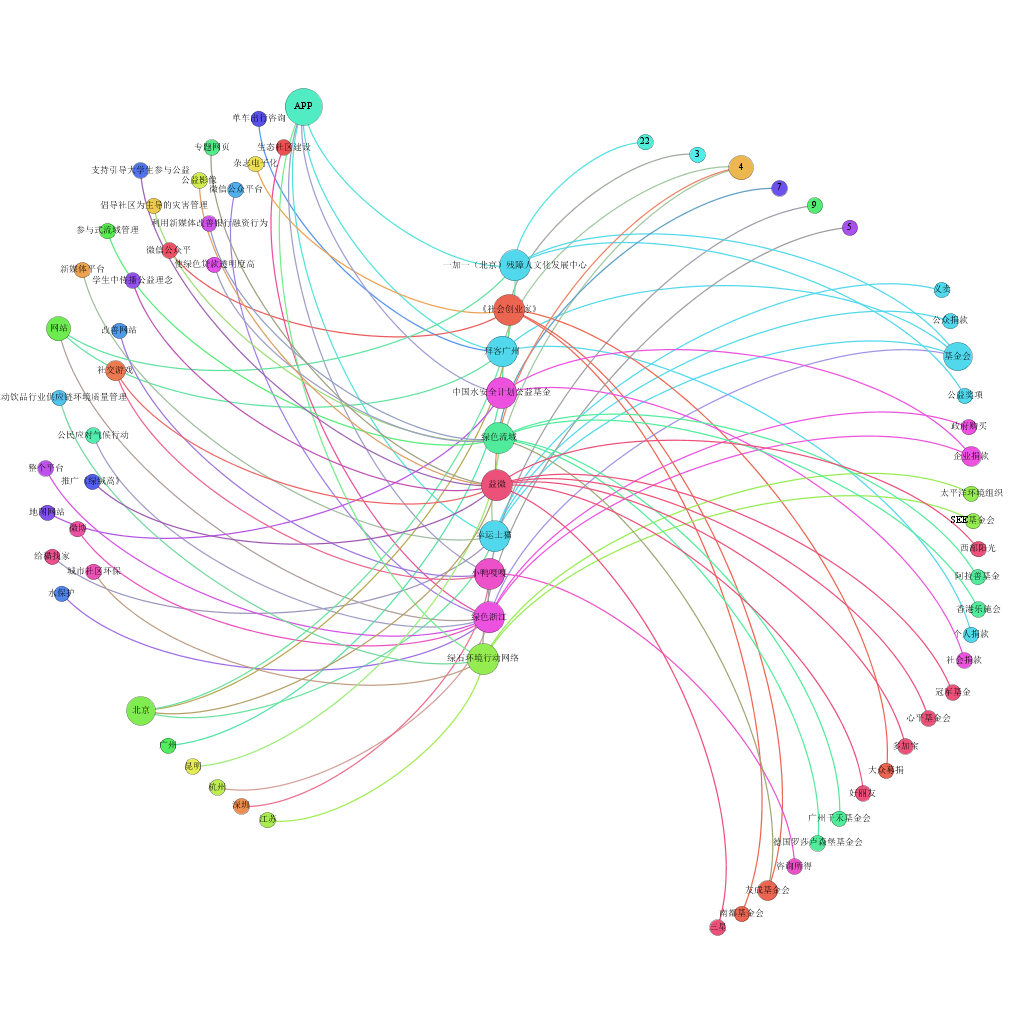 APP
单车出行咨询
专题网页
生态社区建设
杂志电子化
支持引导大学生参与公益
公益影像
微信公众平台
倡导社区为主导的灾害管理
利用新媒体改善银行融资行为
参与式流域管理
微信公众平
使绿色贷款透明度高
新媒体平台
学生中传播公益理念
网站
改善网站
社交游戏
动饮品行业供应链环境质量管理
公民应对气候行动
整个平台
推广《绿碱高》
地图网站
微博
给猫找家
城市社区环保
水保护
北京
广州
昆明
杭州
深圳
江苏
22
3
4
7
9
5
一加一（北京）残障人文化发展中心
《社会创业家》
拜客广州
中国水安全计划公益基金
绿色流域
益微
幸运土猫
小鸭嘎嘎
绿色浙江
绿石环境行动网络
义卖
公众捐款
基金会
公益奖项
政府购买
企业捐款
太平洋环境组织
SEE基金会
西部阳光
阿拉善基金
香港乐施会
个人捐款
社会捐款
冠军基金
心平基金会
多加宝
大众募捐
好丽友
广州千禾基金会
德国罗莎卢森堡基金会
咨询所得
友成基金会
南都基金会
三星